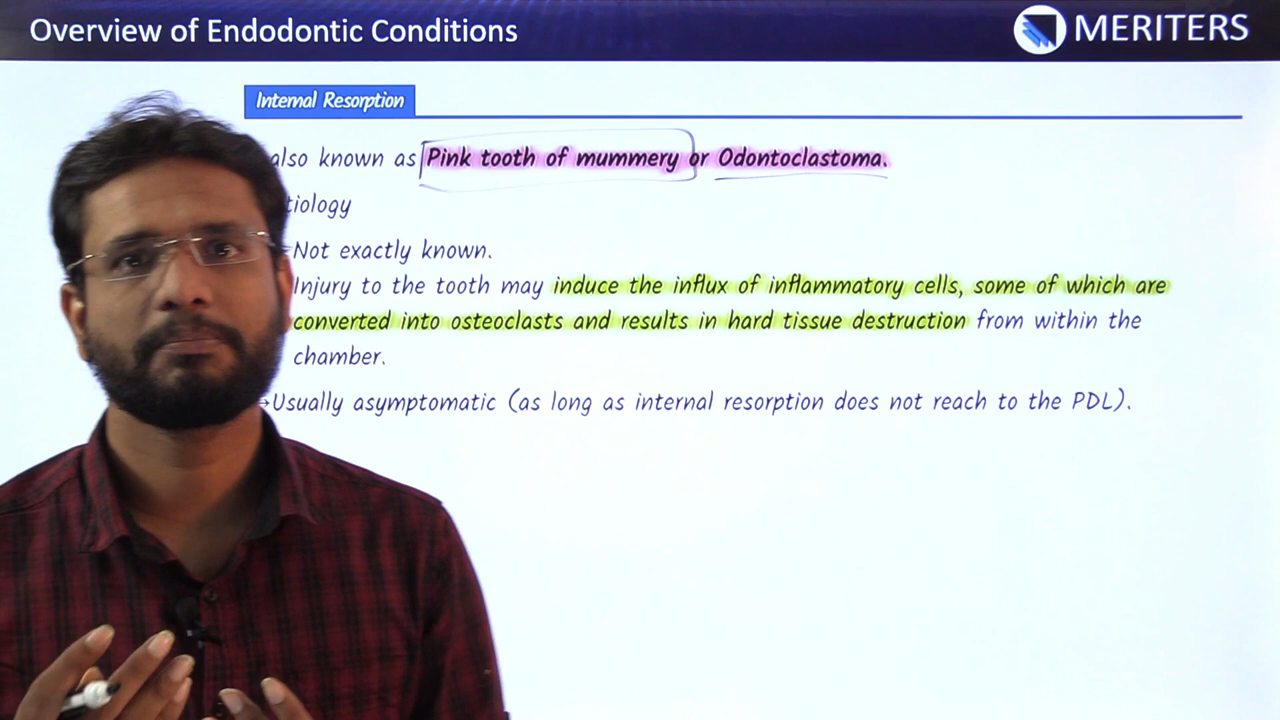 Overview of Endodontic Conditions
MERITERS
Internal Resorption
also known as Pink tooth of mummery or Odontoclastoma.
tiology
Not exactly known.
Injury to the tooth may induce the influx of inflammatory cells, some of which are
converted into osteoclasts and results in hard tissue destruction from within the
chamber.
→Usually asymptomatic (as long as internal resorption does not reach to the PDL).